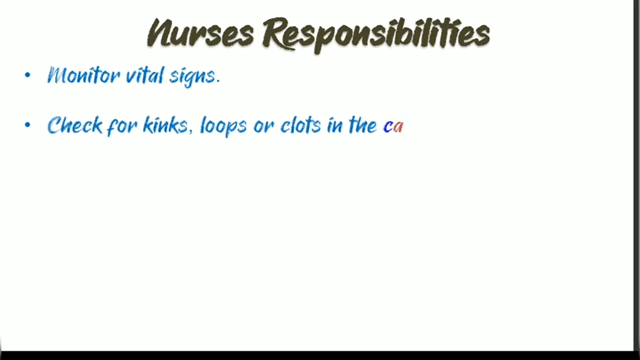 Nurses Responsibilities
• Monitor vital signs.
• Check for kinks, loops or clots in the ca